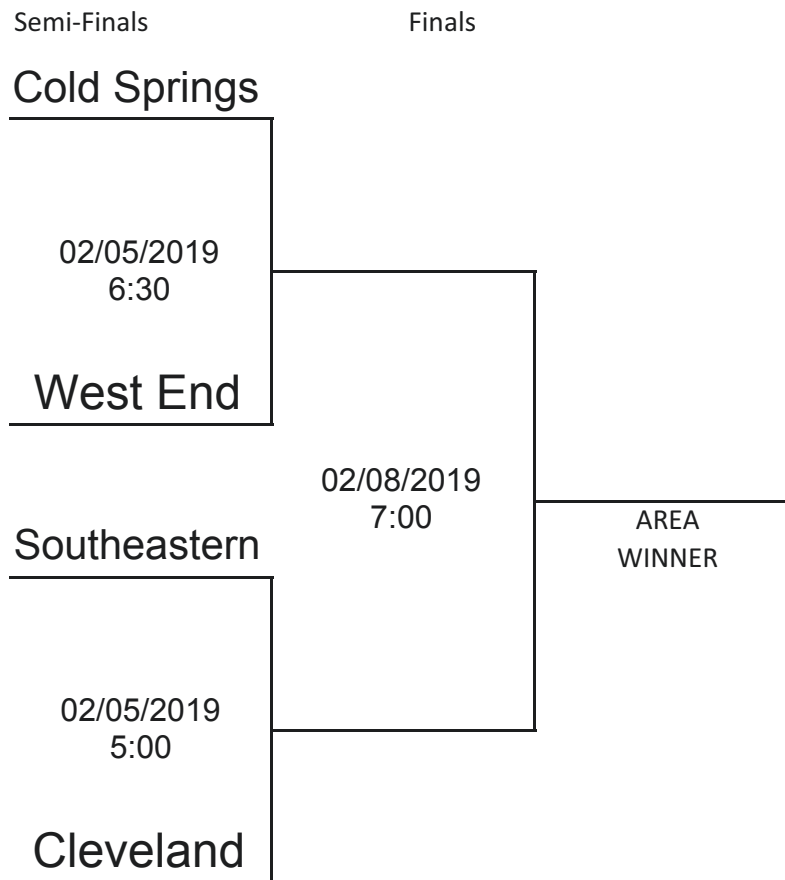 Semi-Finals
Finals
Cold Springs
02/05/2019
6:30
West End
02/08/2019
7:00
AREA
WINNER
Southeastern
02/05/2019
5:00
Cleveland